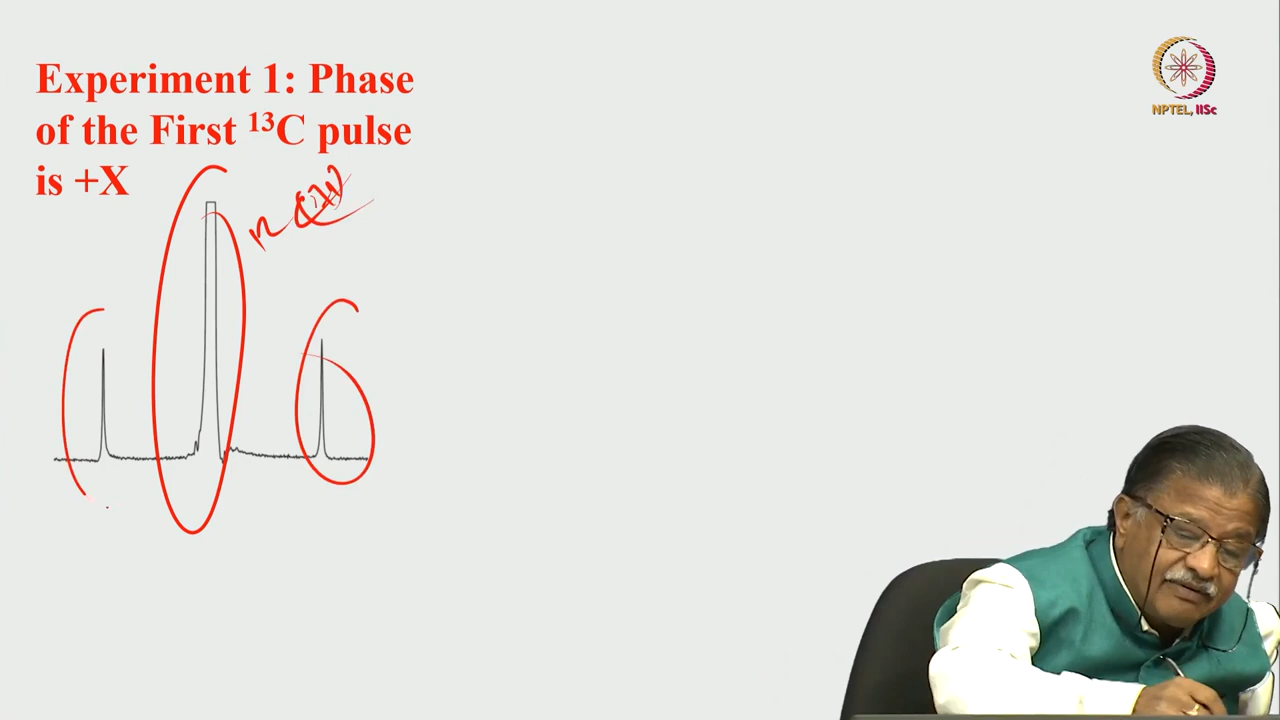 Experiment 1: Phase
of the First ¹³C pulse
is +X
NPTEL, IISc